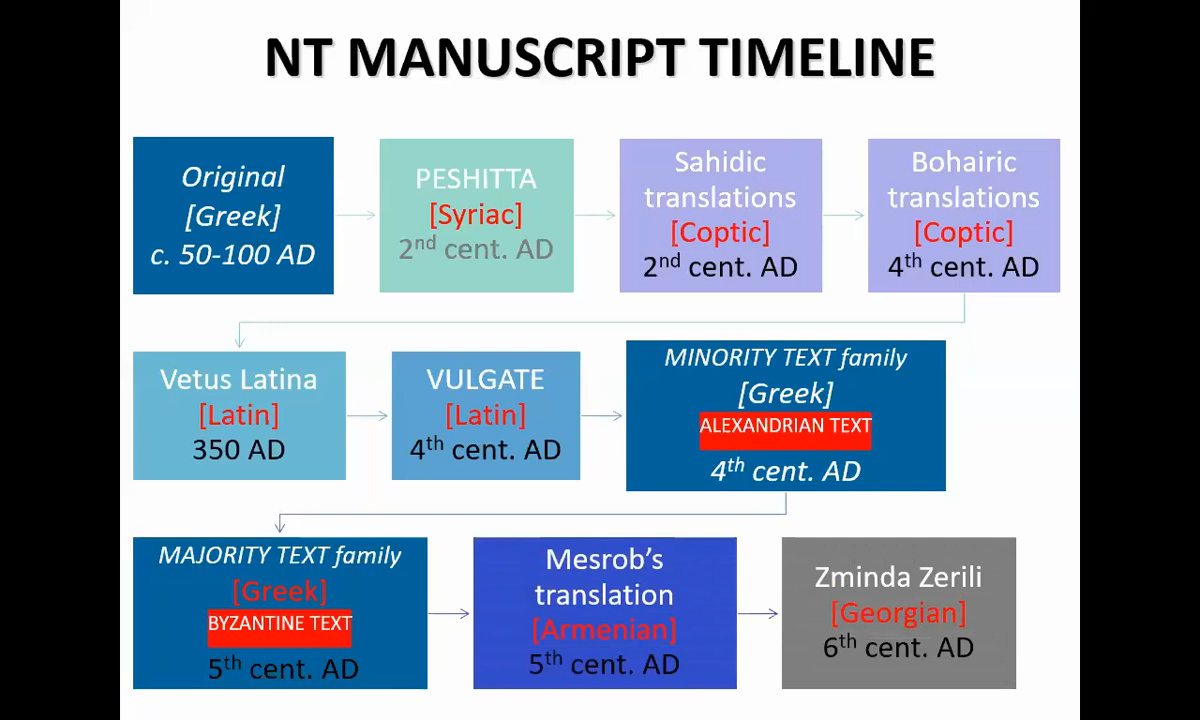 NT MANUSCRIPT TIMELINE
Original
[Greek]
c. 50-100 AD
PESHITTA
[Syriac]
2nd cent. AD
Sahidic
translations
[Coptic]
2nd cent. AD
Bohairic
translations
[Coptic]
4th cent. AD
Vetus Latina
[Latin]
350 AD
VULGATE
[Latin]
4th cent. AD
MINORITY TEXT family
[Greek]
ALEXANDRIAN TEXT
4th cent. AD
MAJORITY TEXT family
[Greek]
BYZANTINE TEXT
5th cent. AD
Mesrob's
translation
[Armenian]
5th cent. AD
Zminda Zerili
[Georgian]
6th cent. AD